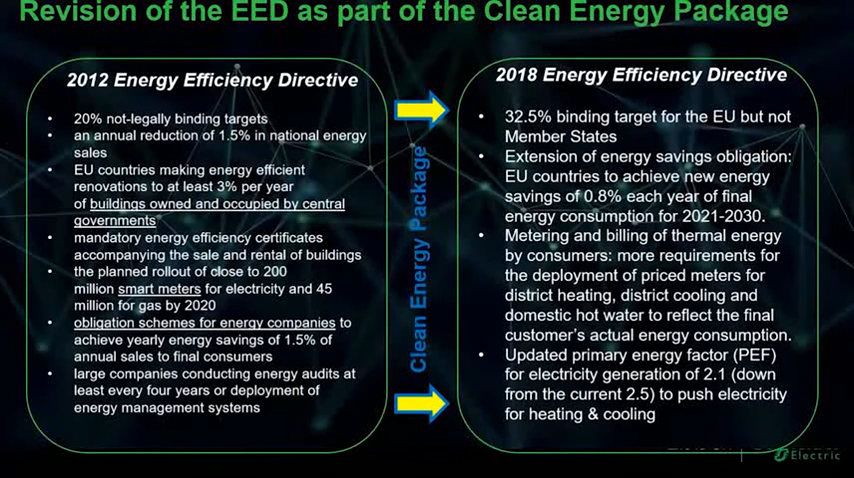 Revision of the EED as part of the Clean Energy Package
2012 Energy Efficiency Directive
• 20% not-legally binding targets
• an annual reduction of 1.5% in national energy
sales
• EU countries making energy efficient
renovations to at least 3% per year
of buildings owned and occupied by central
governments
• mandatory energy efficiency certificates
accompanying the sale and rental of buildings
• the planned rollout of close to 200
million smart meters for electricity and 45
million for gas by 2020
• obligation schemes for energy companies to
achieve yearly energy savings of 1.5% of
annual sales to final consumers
• large companies conducting energy audits at
least every four years or deployment of
energy management systems
Clean Energy Package
2018 Energy Efficiency Directive
• 32.5% binding target for the EU but not
Member States
• Extension of energy savings obligation:
EU countries to achieve new energy
savings of 0.8% each year of final
energy consumption for 2021-2030.
• Metering and billing of thermal energy
by consumers: more requirements for
the deployment of priced meters for
district heating, district cooling and
domestic hot water to reflect the final
customer's actual energy consumption.
• Updated primary energy factor (PEF)
for electricity generation of 2.1 (down
from the current 2.5) to push electricity
for heating & cooling
Electric